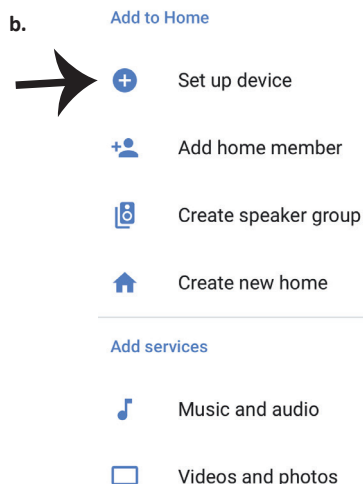 Add to Home
b.
Set up device
Add home member
Create speaker group
Create new home
Add services
Music and audio
Videos and photos